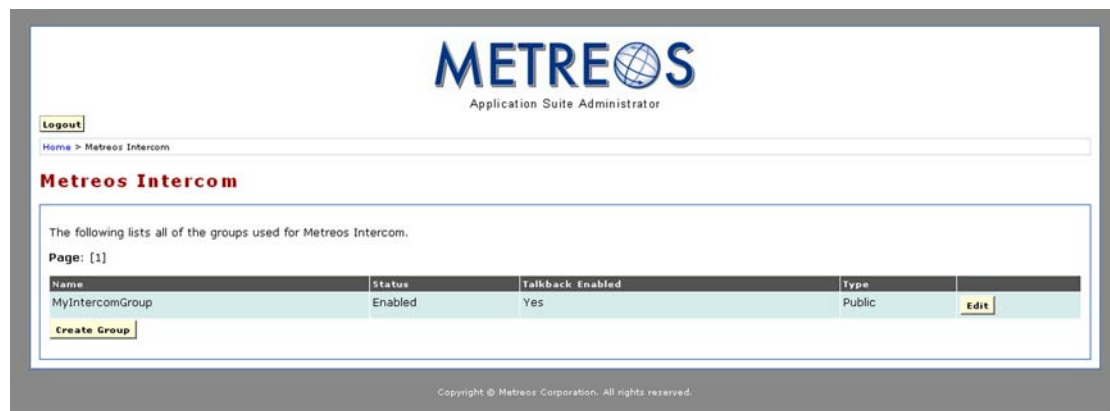 METREOS
Application Suite Administrator
Logout
Home > Metreos Intercom
Metreos Intercom
The following lists all of the groups used for Metreos Intercom.
Page: [1]
Name Status Talkback Enabled Type
MyIntercomGroup Enabled Yes Public Edit
Create Group
Copyright © Metreos Corporation. All rights reserved.